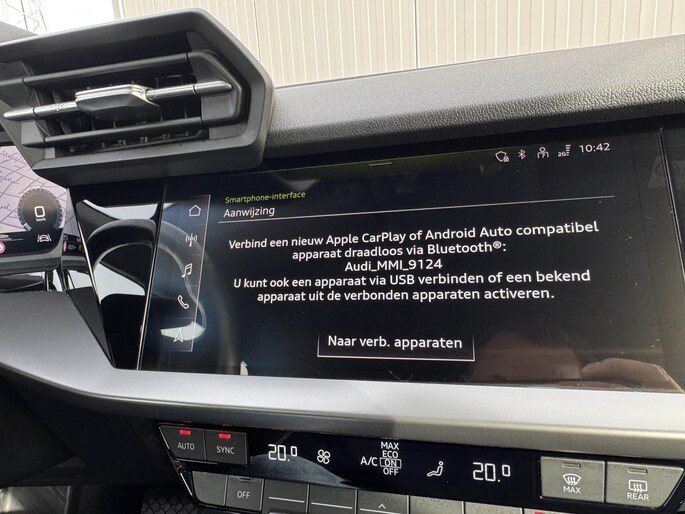 2G
10:42
Smartphone-interface
Aanwijzing
Verbind een nieuw Apple CarPlay of Android Auto compatibel
apparaat draadloos via Bluetooth®:
Audi_MMI_9124
U kunt ook een apparaat via USB verbinden of een bekend
apparaat uit de verbonden apparaten activeren.
Naar verb. apparaten
0
AUTO
SYNC
20.0
A/C
MAX
ECO
ON
OFF
20.0
MAX
REAR
OFF